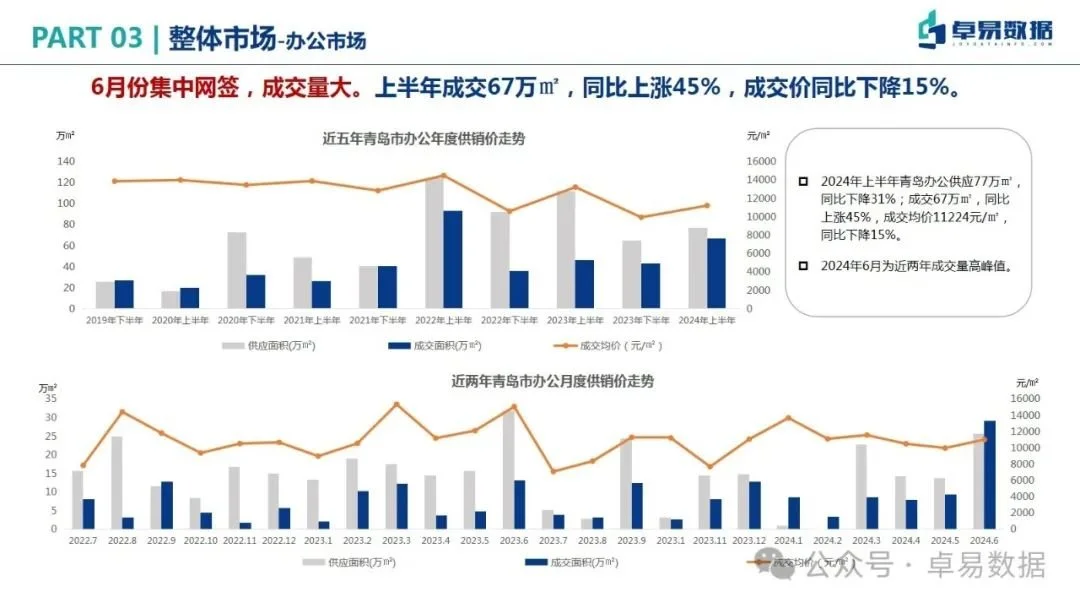 PART 03 | 整体市场-办公市场
卓易数据
JOYDATAINFO.COM
6月份集中网签，成交量大。上半年成交67万㎡，同比上涨45%，成交价同比下降15%。
近五年青岛市办公年度供销价走势
万㎡
元/㎡
140
120
100
80
60
40
20
0
16000
14000
12000
10000
8000
6000
4000
2000
0
2019年下半年 2020年上半年 2020年下半年 2021年上半年 2021年下半年 2022年上半年 2022年下半年 2023年上半年 2023年下半年 2024年上半年
供应面积(万㎡) 成交面积(万㎡) 成交均价（元/㎡）
2024年上半年青岛办公供应77万㎡，
同比下降31%；成交67万㎡，同比
上涨45%，成交均价11224元/㎡，
同比下降15%。
2024年6月为近两年成交量高峰值。
近两年青岛市办公月度供销价走势
万㎡
元/㎡
35
30
25
20
15
10
5
0
16000
14000
12000
10000
8000
6000
4000
2000
0
2022.7 2022.8 2022.9 2022.10 2022.11 2022.12 2023.1 2023.2 2023.3 2023.4 2023.5 2023.6 2023.7 2023.8 2023.9 2023.1 2023.11 2023.12 2024.1 2024.2 2024.3 2024.4 2024.5 2024.6
供应面积(万㎡) 成交面积(万㎡) 成交均价（元/㎡）
公众号 · 卓易数据